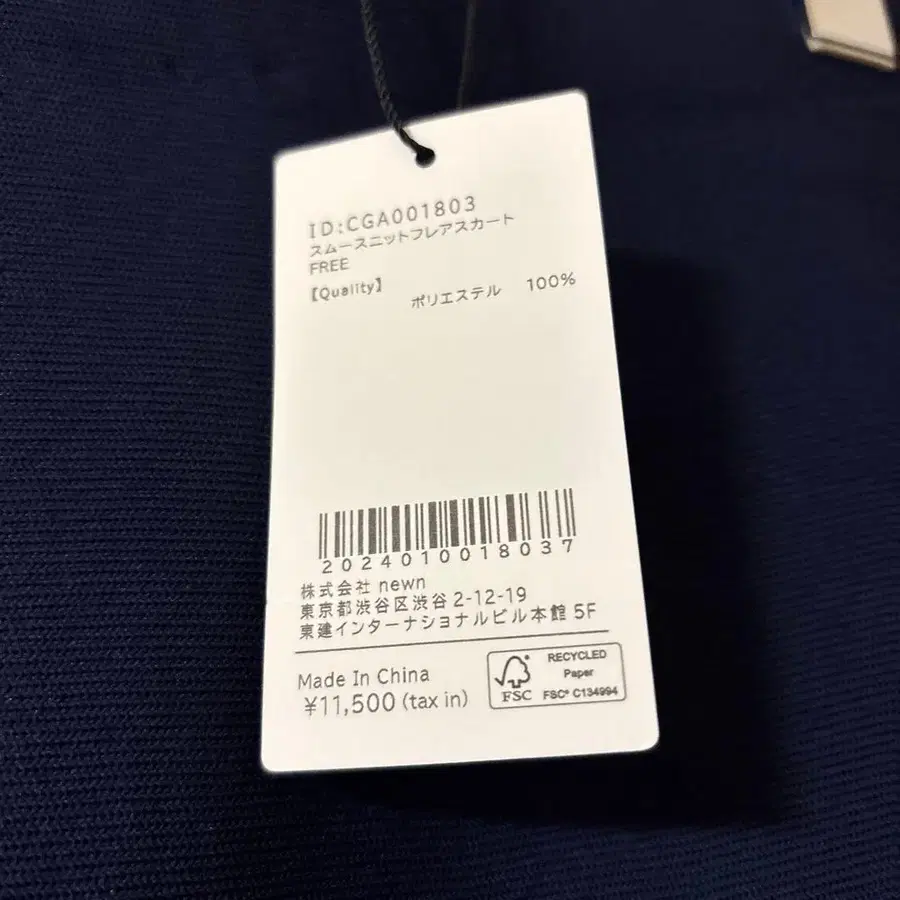 ID:CGA001803
スムースニットフレアスカート
FREE
【Quality】
ポリエステル 100%
2024010018037
株式会社 newn
東京都渋谷区渋谷 2-12-19
東建インターナショナルビル本館 5F
Made In China
¥11,500 (tax in)
FSC
RECYCLED
Paper
FSC® C134994